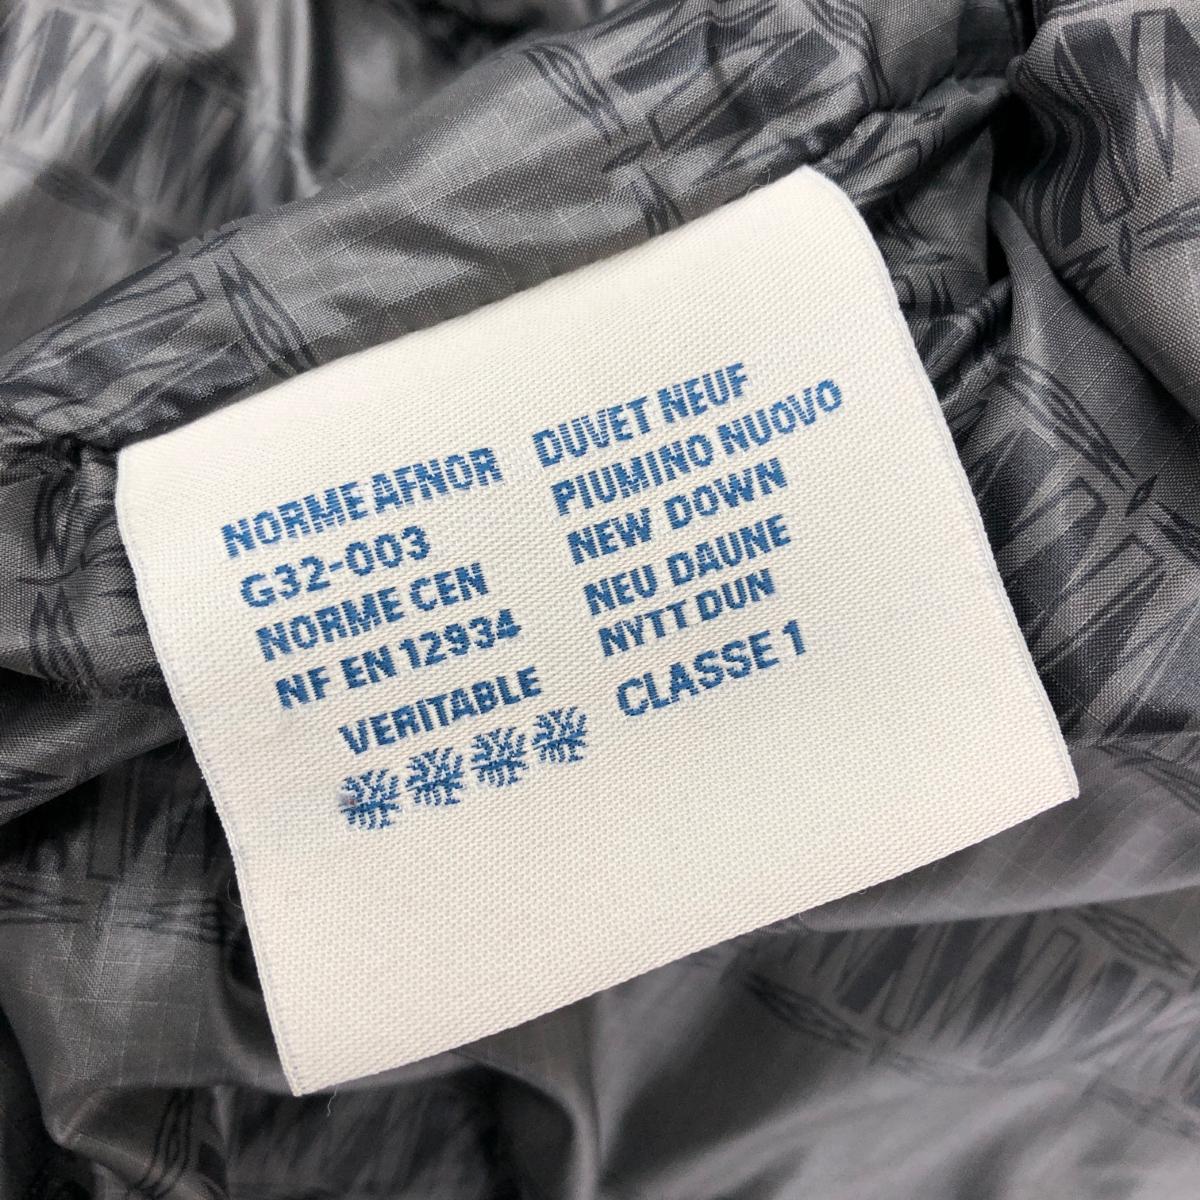 NORME AFNOR
G32-003
NORME CEN
NF EN 12934
VERITABLE
DUVET NEUF
PIUMINO NUOVO
NEW DOWN
NEU DAUNE
NYTT DUN
CLASSE 1